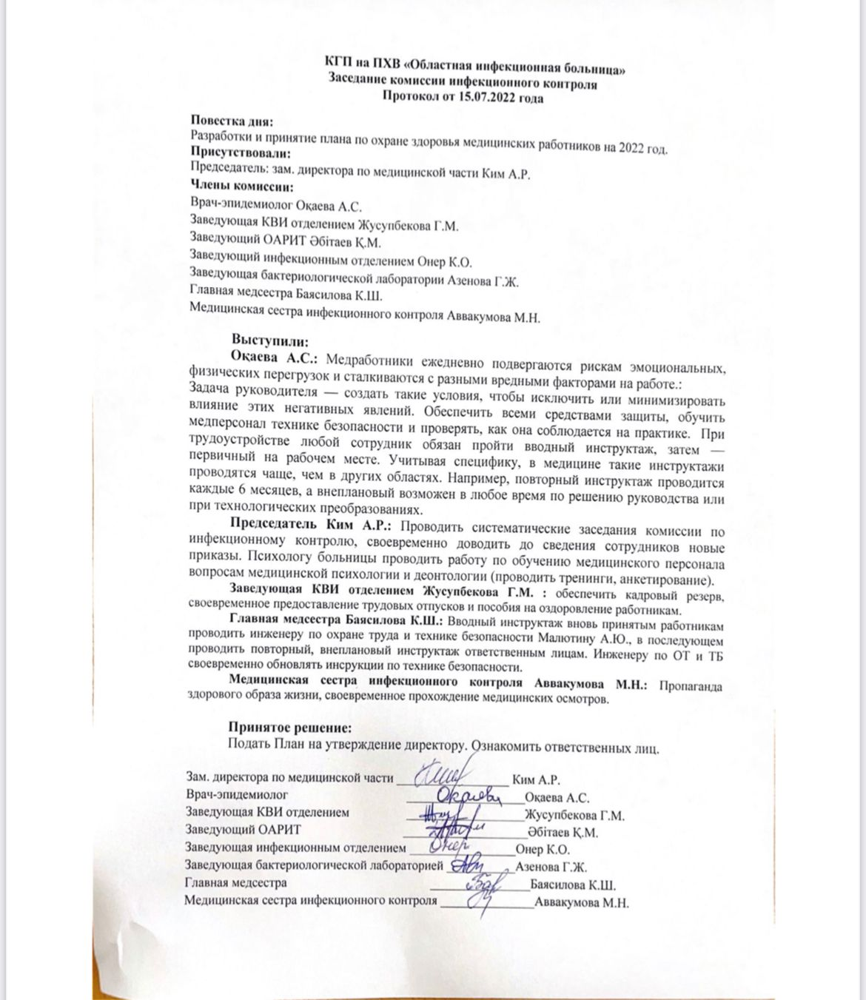 КГП на ПХВ «Областная инфекционная больница»
Заседание комиссии инфекционного контроля
Протокол от 15.07.2022 года
Повестка дня:
Разработки и принятие плана по охране здоровья медицинских работников на 2022 год.
Присутствовали:
Председатель: зам. директора по медицинской части Ким А.Р.
Члены комиссии:
Врач-эпидемиолог Оқаева А.С.
Заведующая КВИ отделением Жусупбекова Г.М.
Заведующий ОАРИТ Әбітаев Қ.М.
Заведующий инфекционным отделением Онер К.О.
Заведующая бактериологической лаборатории Азенова Г.Ж.
Главная медсестра Баясилова К.Ш.
Медицинская сестра инфекционного контроля Аввакумова М.Н.
Выступили:
Оқаева А.С.: Медработники ежедневно подвергаются рискам эмоциональных,
физических перегрузок и сталкиваются с разными вредными факторами на работе.:
Задача руководителя — создать такие условия, чтобы исключить или минимизировать
влияние этих негативных явлений. Обеспечить всеми средствами защиты, обучить
медперсонал технике безопасности и проверять, как она соблюдается на практике. При
трудоустройстве любой сотрудник обязан пройти вводный инструктаж, затем —
первичный на рабочем месте. Учитывая специфику, в медицине такие инструктажи
проводятся чаще, чем в других областях. Например, повторный инструктаж проводится
каждые 6 месяцев, а внеплановый возможен в любое время по решению руководства или
при технологических преобразованиях.
Председатель Ким А.Р.: Проводить систематические заседания комиссии по
инфекционному контролю, своевременно доводить до сведения сотрудников новые
приказы. Психологу больницы проводить работу по обучению медицинского персонала
вопросам медицинской психологии и деонтологии (проводить тренинги, анкетирование).
Заведующая КВИ отделением Жусупбекова Г.М. : обеспечить кадровый резерв,
своевременное предоставление трудовых отпусков и пособия на оздоровление работникам.
Главная медсестра Баясилова К.Ш.: Вводный инструктаж вновь принятым работникам
проводить инженеру по охране труда и технике безопасности Малютину А.Ю., в последующем
проводить повторный, внеплановый инструктаж ответственным лицам. Инженеру по ОТ и ТБ
своевременно обновлять инсрукции по технике безопасности.
Медицинская сестра инфекционного контроля Аввакумова М.Н.: Пропаганда
здорового образа жизни, своевременное прохождение медицинских осмотров.
Принятое решение:
Подать План на утверждение директору. Ознакомить ответственных лиц.
Зам. директора по медицинской части Ким А.Р.
Врач-эпидемиолог Окаева Оқаева А.С.
Заведующая КВИ отделением Жусупбекова Г.М.
Заведующий ОАРИТ Әбітаев Қ.М.
Заведующая инфекционным отделением Онер Онер К.О.
Заведующая бактериологической лабораторией Азенова Г.Ж.
Главная медсестра Баясилова К.Ш.
Медицинская сестра инфекционного контроля Аввакумова М.Н.